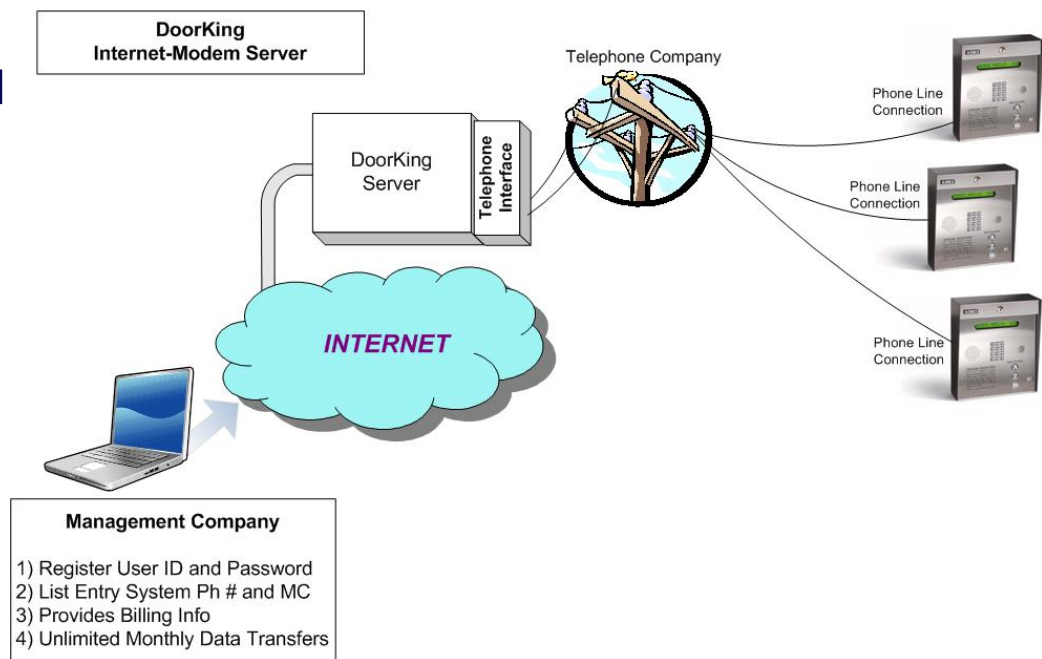 DoorKing
Internet-Modem Server
Telephone Company
Phone Line
Connection
DoorKing
Server
Telephone
Interface
Phone Line
Connection
INTERNET
Phone Line
Connection
Management Company
1) Register User ID and Password
2) List Entry System Ph # and MC
3) Provides Billing Info
4) Unlimited Monthly Data Transfers